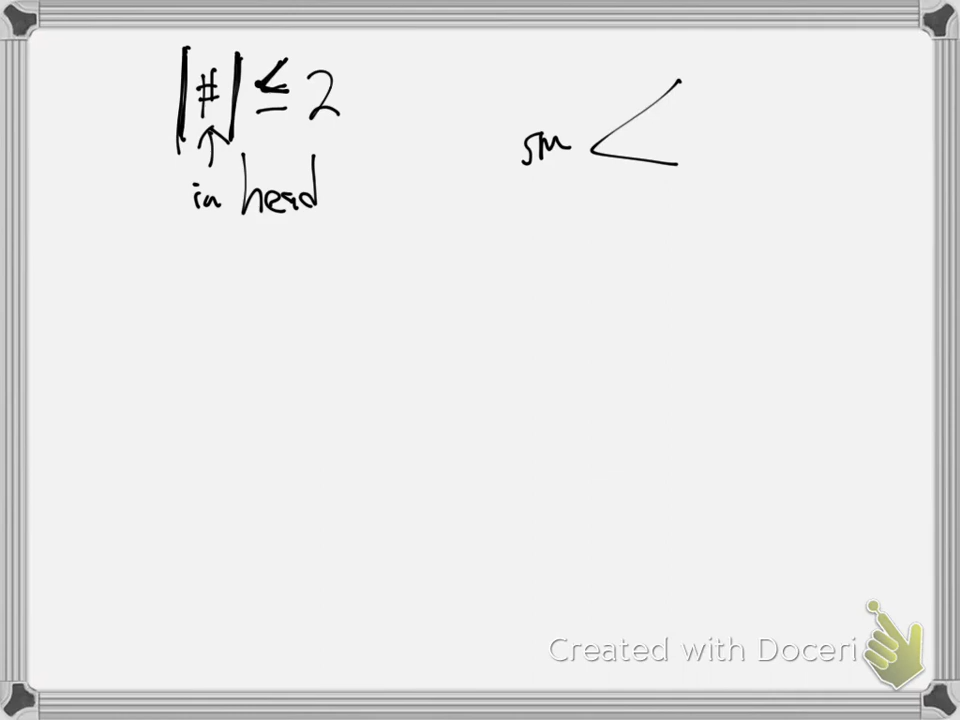 |#| ≤ 2
↑
in head
sm <
Created with Doceri